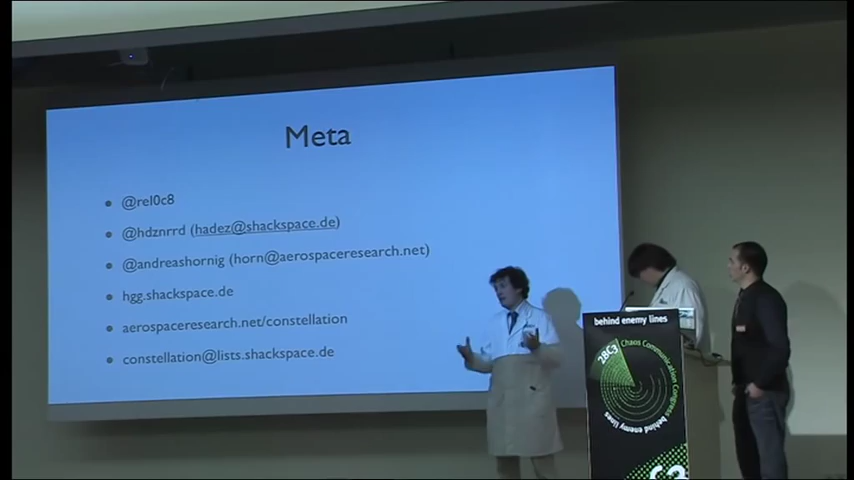 Meta
@rel0c8
@hdznrrd (hadez@shackspace.de)
@andreashornig (horn@aerospaceresearch.net)
hgg.shackspace.de
aerospaceresearch.net/constellation
constellation@lists.shackspace.de
behind enemy lines
28C3
Chaos Communication Congress
behind enemy lines